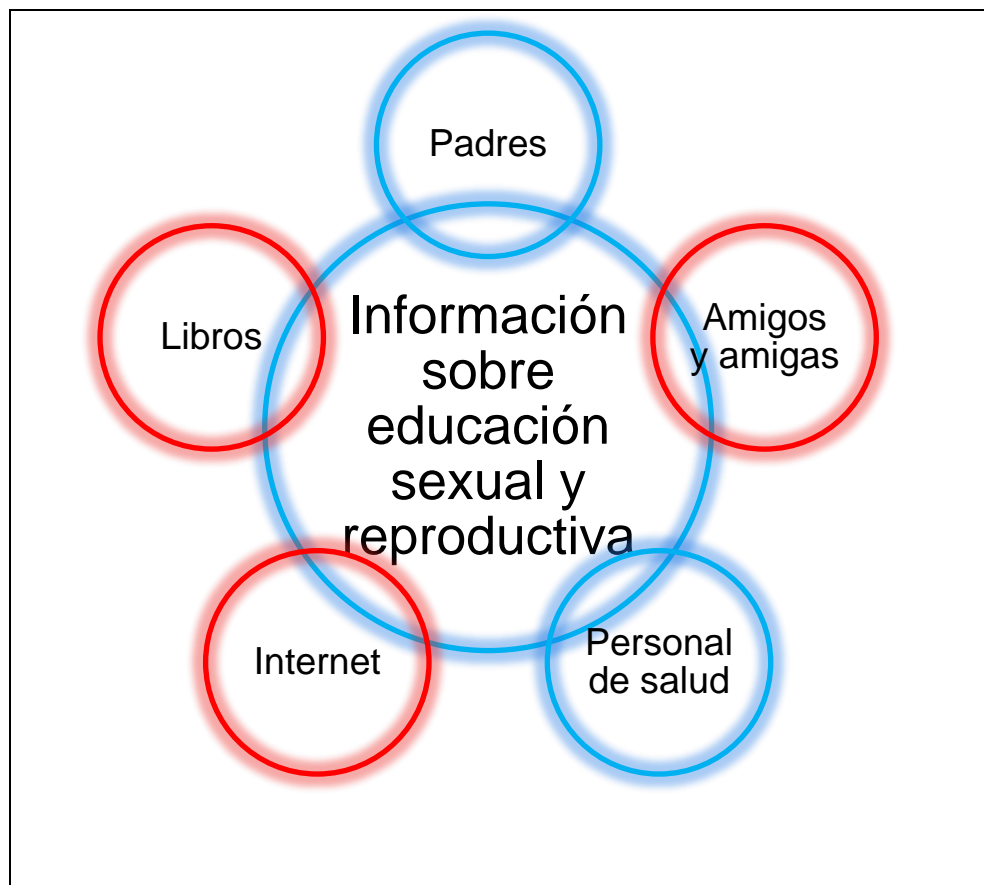 Padres
Libros
Información
sobre
educación
sexual y
reproductiva
Amigos
y amigas
Internet
Personal
de salud